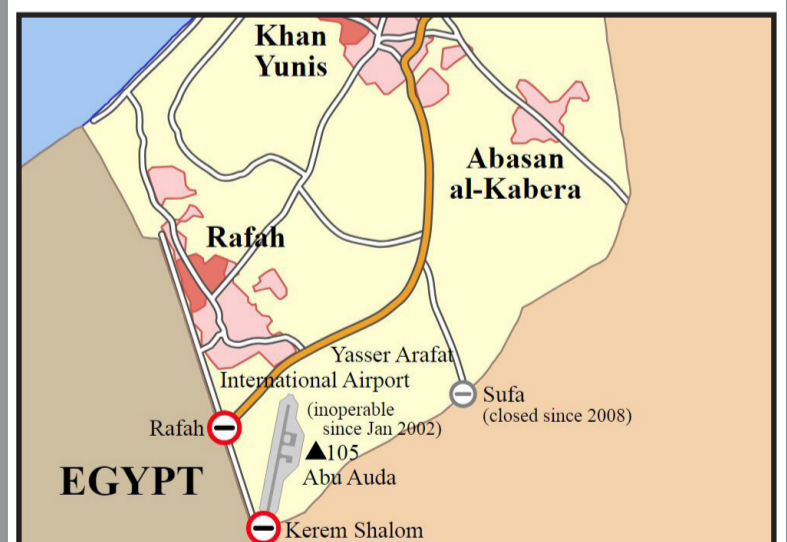 Khan
Yunis
Abasan
al-Kabera
Rafah
Yasser Arafat
International Airport
(inoperable
since Jan 2002)
Sufa
(closed since 2008)
Rafah
105
Abu Auda
EGYPT
Kerem Shalom